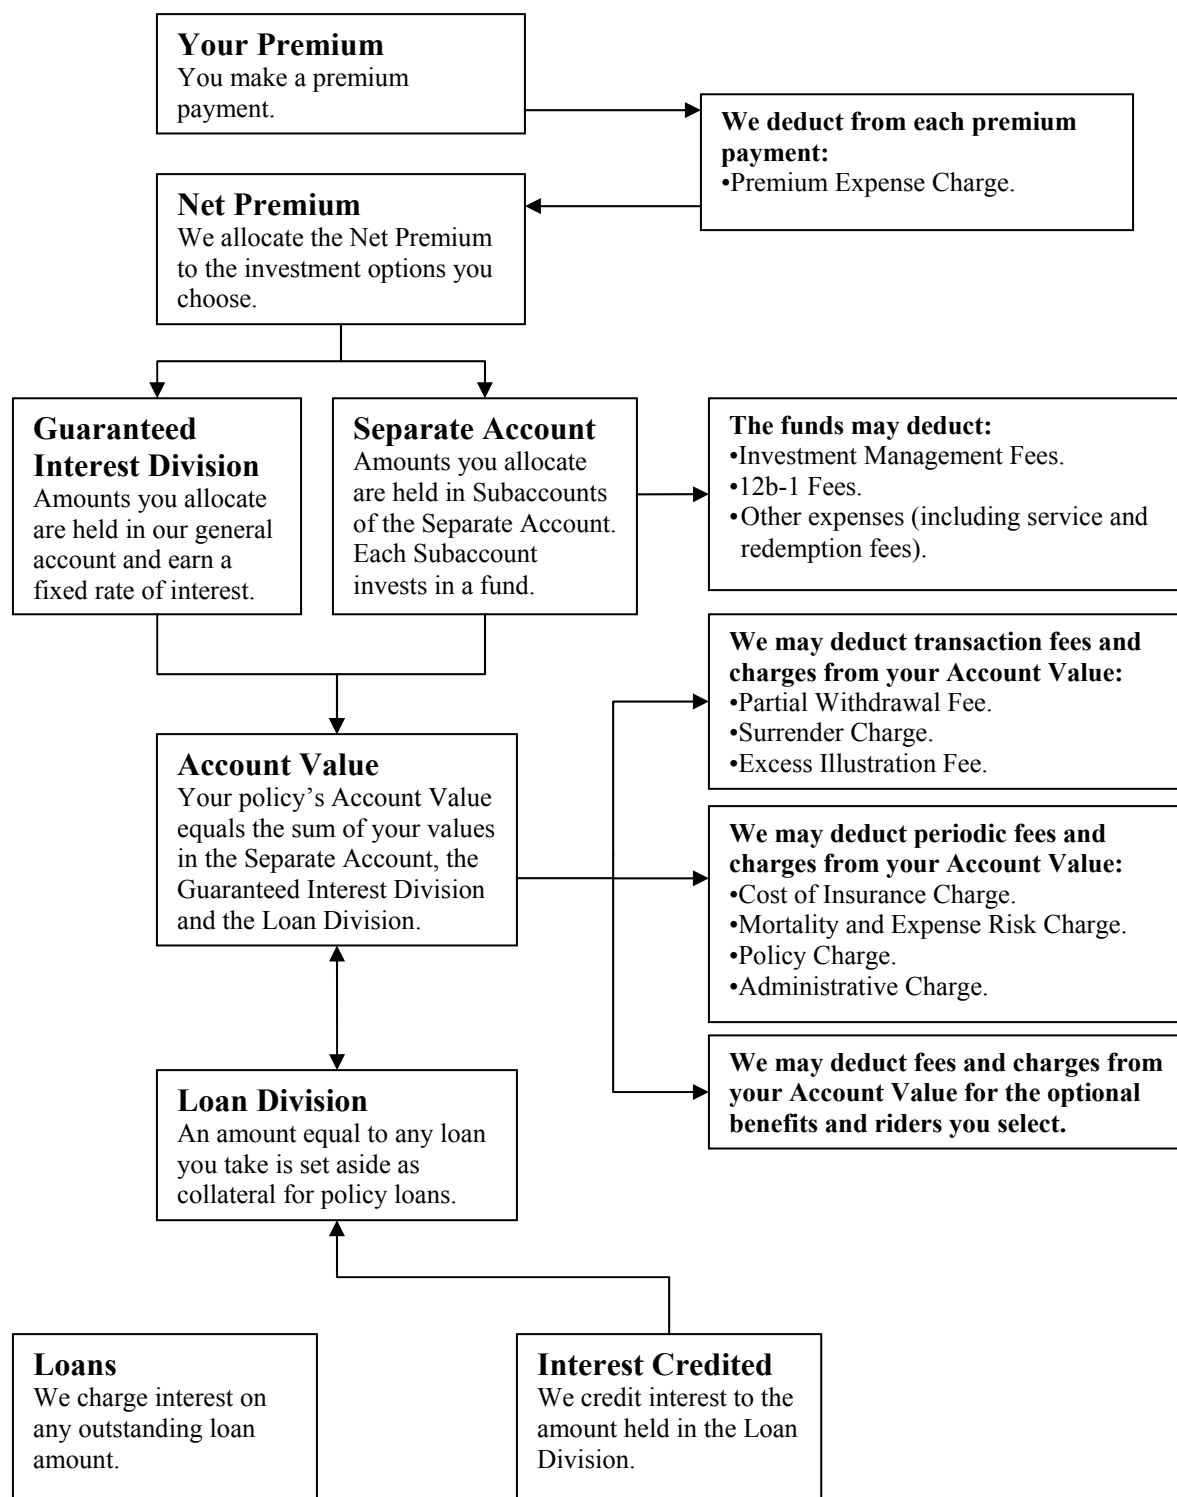 Your Premium
You make a premium
payment.
We deduct from each premium
payment:
•Premium Expense Charge.
Net Premium
We allocate the Net Premium
to the investment options you
choose.
Guaranteed
Interest Division
Amounts you allocate
are held in our general
account and earn a
fixed rate of interest.
Separate Account
Amounts you allocate
are held in Subaccounts
of the Separate Account.
Each Subaccount
invests in a fund.
The funds may deduct:
•Investment Management Fees.
•12b-1 Fees.
•Other expenses (including service and
redemption fees).
We may deduct transaction fees and
charges from your Account Value:
•Partial Withdrawal Fee.
•Surrender Charge.
•Excess Illustration Fee.
Account Value
Your policy’s Account Value
equals the sum of your values
in the Separate Account, the
Guaranteed Interest Division
and the Loan Division.
We may deduct periodic fees and
charges from your Account Value:
•Cost of Insurance Charge.
•Mortality and Expense Risk Charge.
•Policy Charge.
•Administrative Charge.
We may deduct fees and charges from
your Account Value for the optional
benefits and riders you select.
Loan Division
An amount equal to any loan
you take is set aside as
collateral for policy loans.
Loans
We charge interest on
any outstanding loan
amount.
Interest Credited
We credit interest to the
amount held in the Loan
Division.